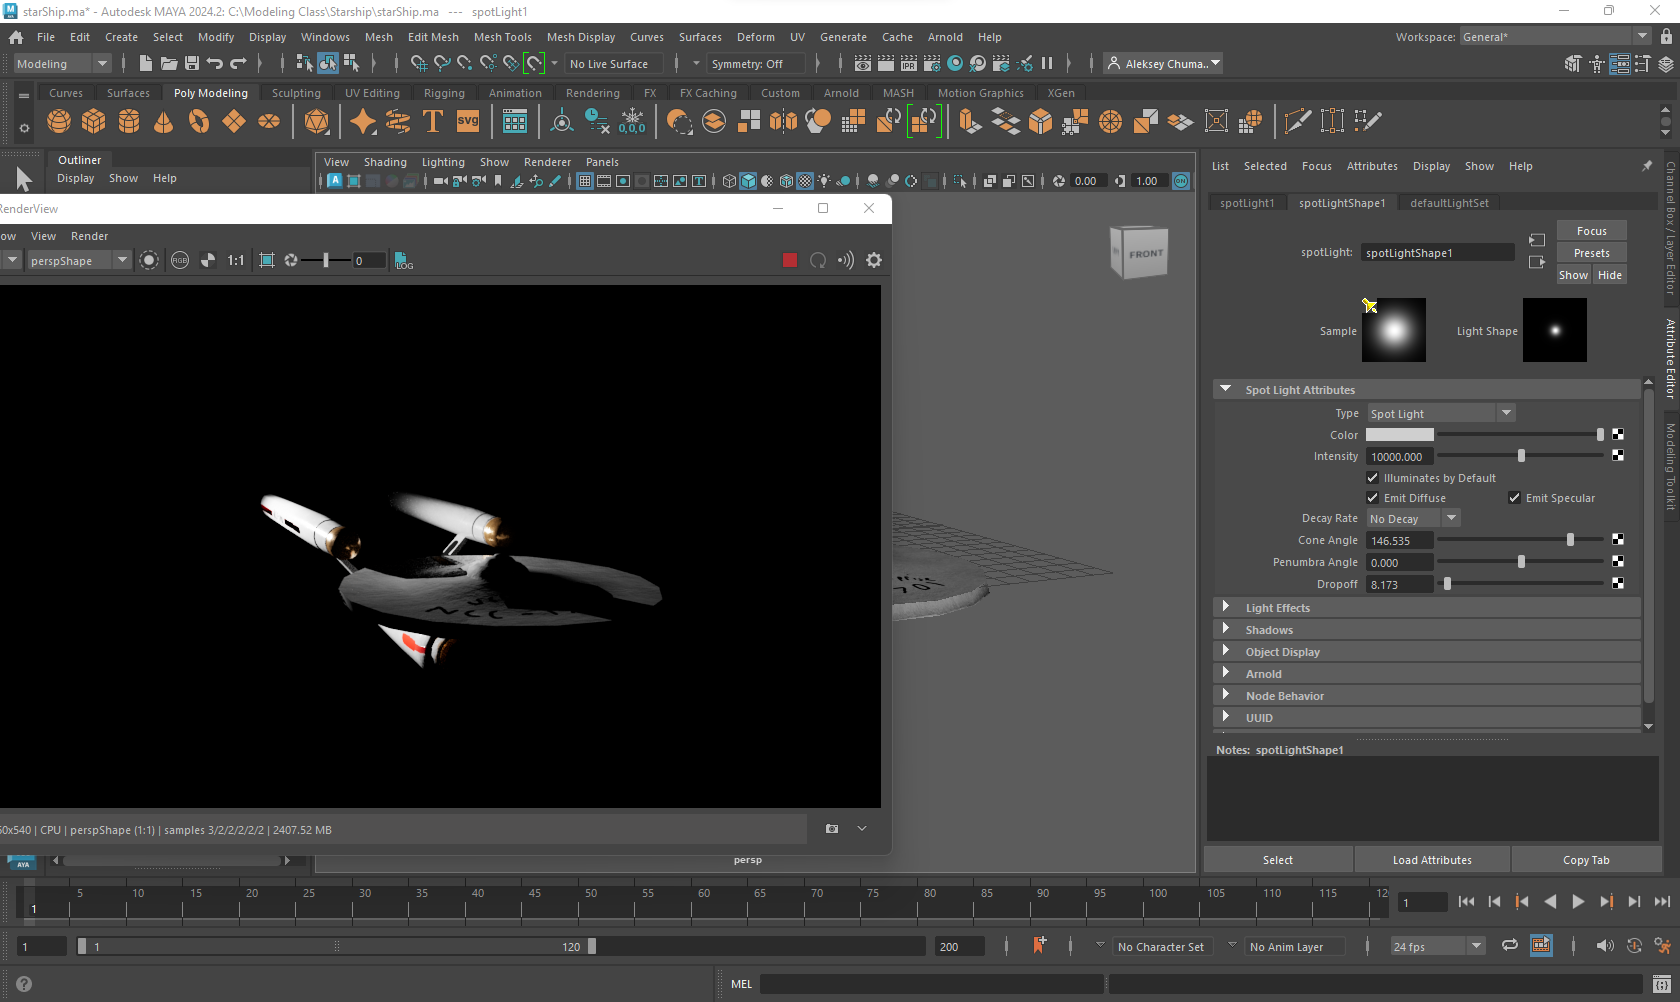 starShip.ma* - Autodesk MAYA 2024.2: C:\Modeling Class\Starship\starShip.ma --- spotLight1
File Edit Create Select Modify Display Windows Mesh Edit Mesh Mesh Tools Mesh Display Curves Surfaces Deform UV Generate Cache Arnold Help Workspace: General*
Modeling No Live Surface Symmetry: Off IPR Aleksey Chuma..
Curves Surfaces Poly Modeling Sculpting UV Editing Rigging Animation Rendering FX FX Caching Custom Arnold MASH Motion Graphics XGen
T svg 0,0,0
Outliner
Display Show Help
View Shading Lighting Show Renderer Panels
0.00 1.00 ON
List Selected Focus Attributes Display Show Help
RenderView
ow View Render
perspShape RGB 1:1 0 LOG
FRONT
spotLight1 spotLightShape1 defaultLightSet
spotLight: spotLightShape1
Focus
Presets
Show Hide
Sample Light Shape
Spot Light Attributes
Type Spot Light
Color
Intensity 10000.000
Illuminates by Default
Emit Diffuse Emit Specular
Decay Rate No Decay
Cone Angle 146.535
Penumbra Angle 0.000
Dropoff 8.173
Light Effects
Shadows
Object Display
Arnold
Node Behavior
UUID
Notes: spotLightShape1
Select Load Attributes Copy Tab
Channel Box / Layer Editor
Attribute Editor
Modeling Toolkit
NCC
60x540 | CPU | perspShape (1:1) | samples 3/2/2/2/2/2 | 2407.52 MB
AYA
persp
5 10 15 20 25 30 35 40 45 50 55 60 65 70 75 80 85 90 95 100 105 110 115 12
1 1
1 1 120 200 No Character Set No Anim Layer 24 fps
MEL